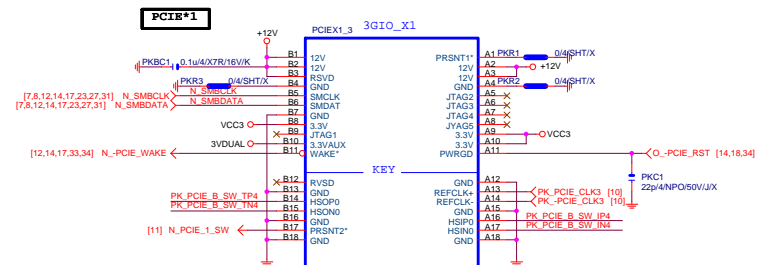 PCIE*1
PCIEX1_3 3GIO_X1
+12V
B1 12V PRSNT1* A1 PKR1 0/4/SHT/X
PKBC1 0.1u/4/X7R/16V/K B2 12V 12V A2 +12V
B3 RSVD 12V A3
PKR3 0/4/SHT/X B4 GND GND A4 PKR2 0/4/SHT/X
[7,8,12,14,17,23,27,31] N_SMBCLK N_SMBCLK B5 SMCLK JTAG2 A5
[7,8,12,14,17,23,27,31] N_SMBDATA N_SMBDATA B6 SMDAT JTAG3 A6
B7 GND JTAG4 A7
VCC3 B8 3.3V JYAG5 A8
B9 JTAG1 3.3V A9 VCC3
3VDUAL B10 3.3VAUX 3.3V A10
[12,14,17,33,34] N_-PCIE_WAKE B11 WAKE* PWRGD A11 O_-PCIE_RST [14,18,34]
KEY
PKC1
22p/4/NPO/50V/J/X
B12 RVSD GND A12
B13 GND REFCLK+ A13 PK_PCIE_CLK3 [10]
PK_PCIE_B_SW_TP4 B14 HSOP0 REFCLK- A14 PK_-PCIE_CLK3 [10]
PK_PCIE_B_SW_TN4 B15 HSON0 GND A15
B16 GND HSIP0 A16 PK_PCIE_B_SW_IP4
[11] N_PCIE_1_SW B17 PRSNT2* HSIN0 A17 PK_PCIE_B_SW_IN4
B18 GND GND A18